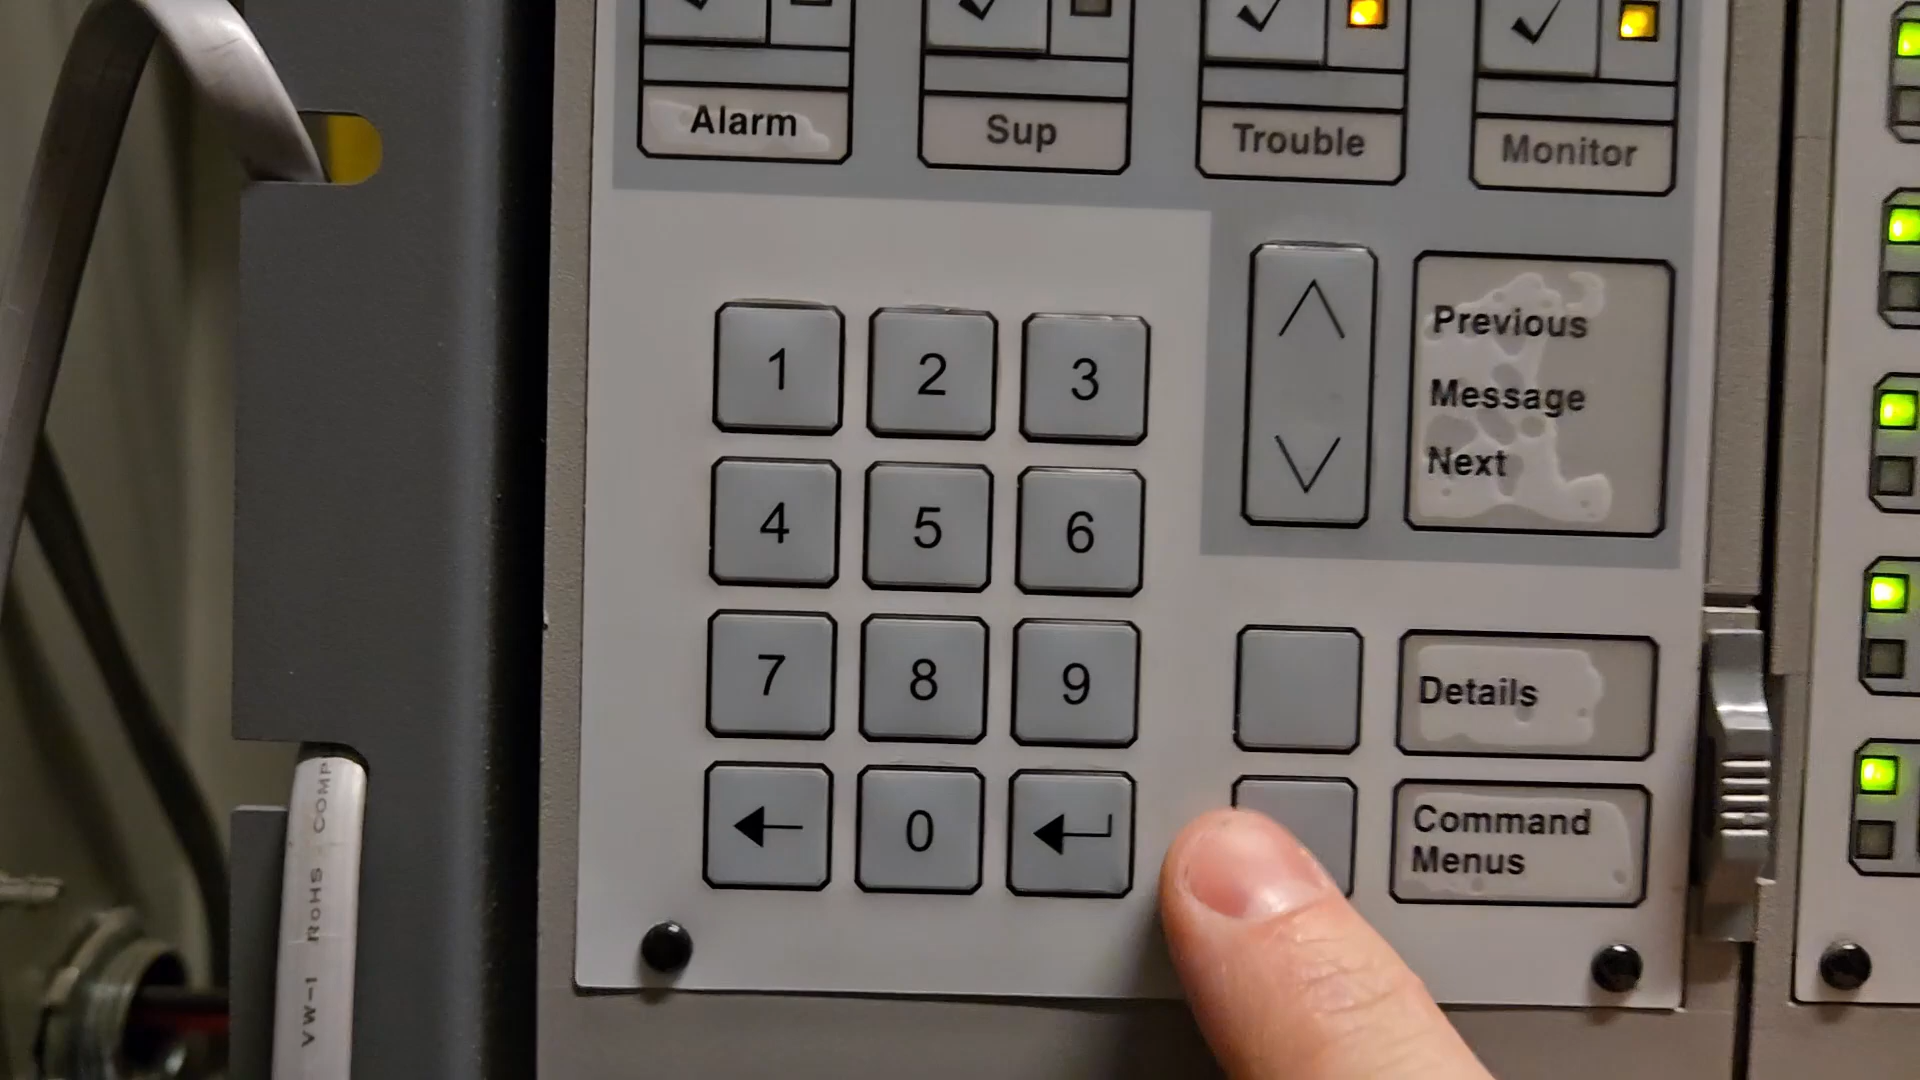 Alarm
Sup
Trouble
Monitor
Previous
Message
Next
1
2
3
4
5
6
7
8
9
0
Details
Command
Menus
VW-1 RoHS COMP